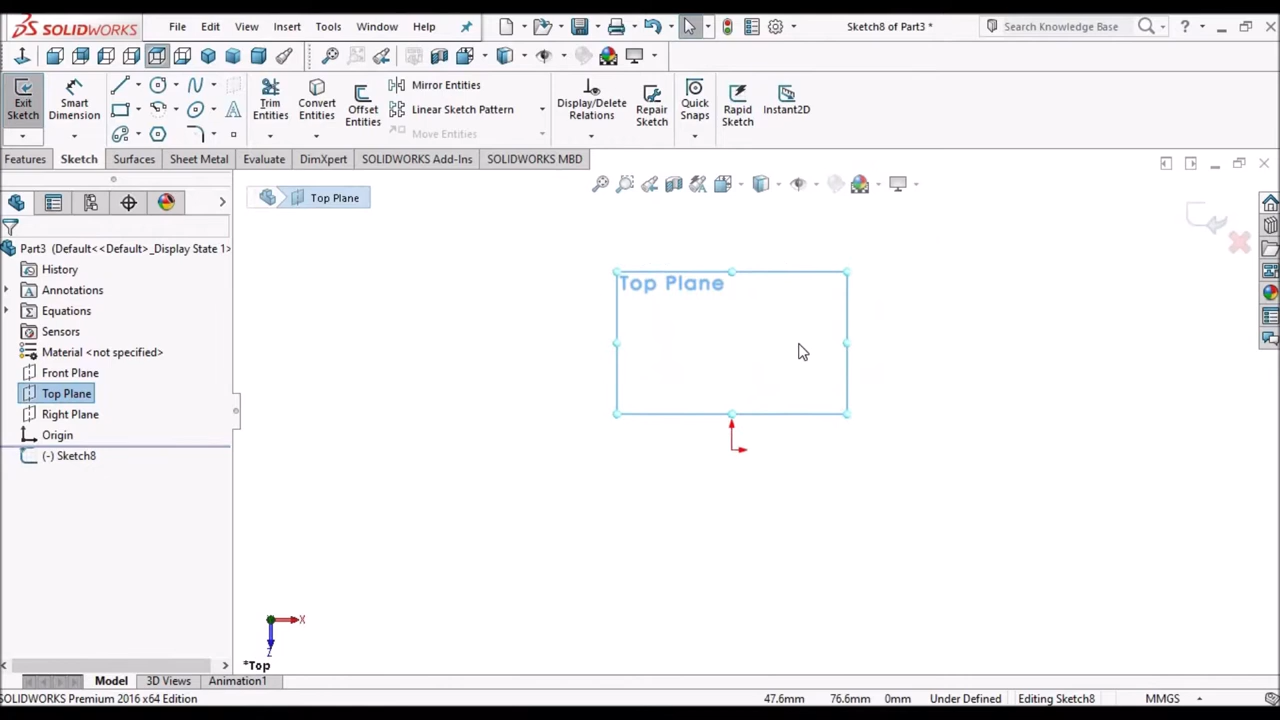 SOLIDWORKS
File Edit View Insert Tools Window Help
Sketch8 of Part3 *
Search Knowledge Base
?
Exit Sketch
Smart Dimension
Trim Entities
Convert Entities
Offset Entities
Mirror Entities
Linear Sketch Pattern
Move Entities
Display/Delete Relations
Repair Sketch
Quick Snaps
Rapid Sketch
Instant2D
Features Sketch Surfaces Sheet Metal Evaluate DimXpert SOLIDWORKS Add-Ins SOLIDWORKS MBD
Top Plane
Part3 (Default<<Default>_Display State 1>
History
Annotations
Equations
Sensors
Material <not specified>
Front Plane
Top Plane
Right Plane
Origin
(-) Sketch8
Top Plane
X
Z
*Top
Model 3D Views Animation1
SOLIDWORKS Premium 2016 x64 Edition
47.6mm 76.6mm 0mm Under Defined Editing Sketch8 MMGS